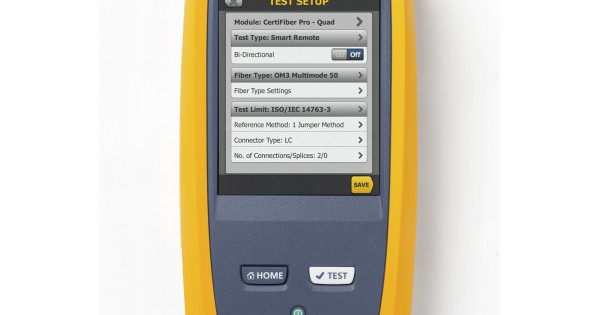 TEST SETUP
Module: CertiFiber Pro - Quad
Test Type: Smart Remote
Bi-Directional
On Off
Fiber Type: OM3 Multimode 50
Fiber Type Settings
Test Limit: ISO/IEC 14763-3
Reference Method: 1 Jumper Method
Connector Type: LC
No. of Connections/Splices: 2/0
SAVE
HOME
TEST